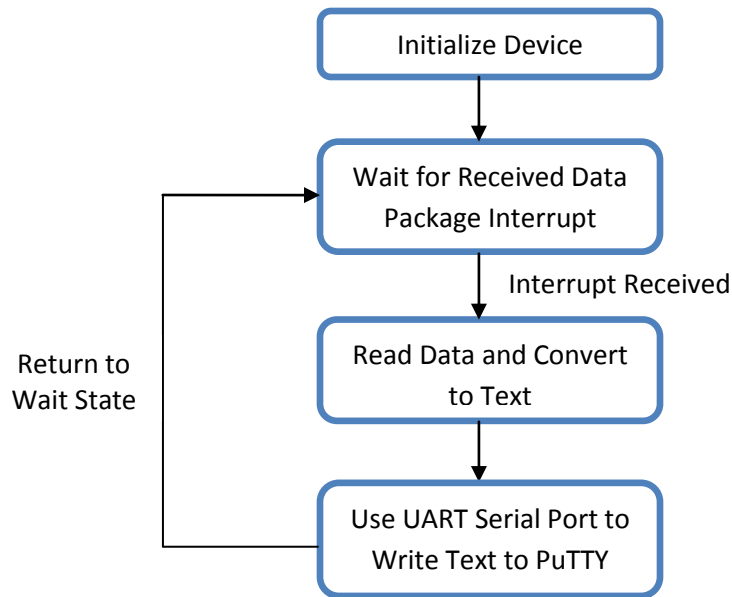 Initialize Device
Wait for Received Data
Package Interrupt
Interrupt Received
Read Data and Convert
to Text
Return to
Wait State
Use UART Serial Port to
Write Text to PuTTY